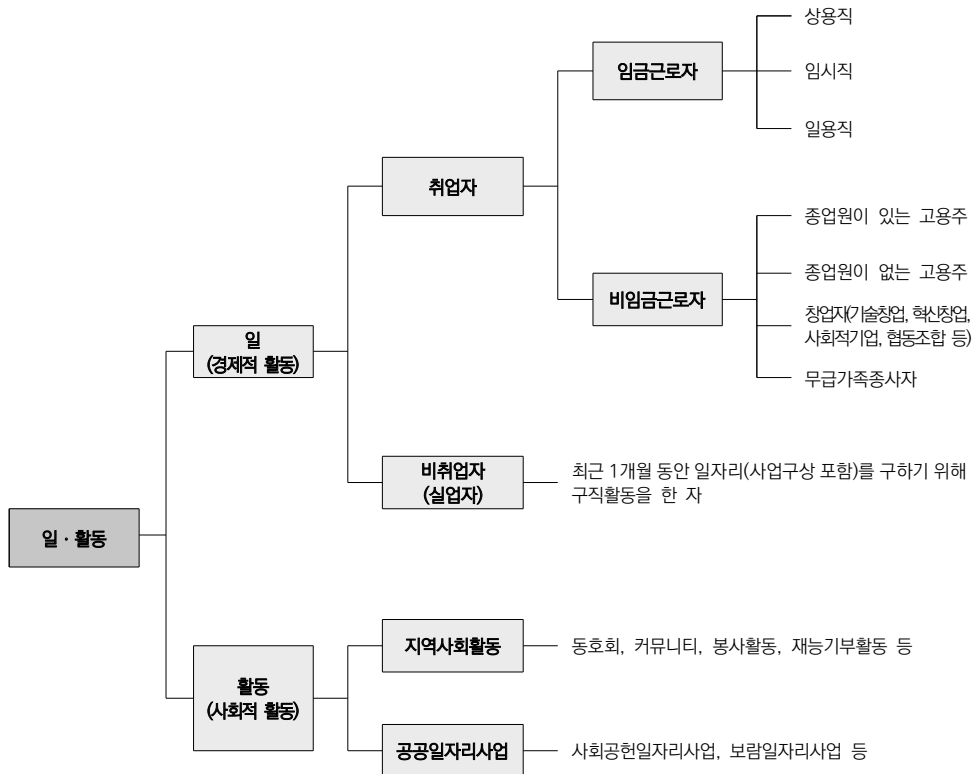 상용직
임금근로자
임시직
일용직
취업자
종업원이 있는 고용주
종업원이 없는 고용주
비임금근로자
창업자(기술창업, 혁신창업,
사회적기업, 협동조합 등)
무급가족종사자
일
(경제적 활동)
비취업자
(실업자)
최근 1개월 동안 일자리(사업구상 포함)를 구하기 위해
구직활동을 한 자
일 · 활동
지역사회활동
동호회, 커뮤니티, 봉사활동, 재능기부활동 등
활동
(사회적 활동)
공공일자리사업
사회공헌일자리사업, 보람일자리사업 등